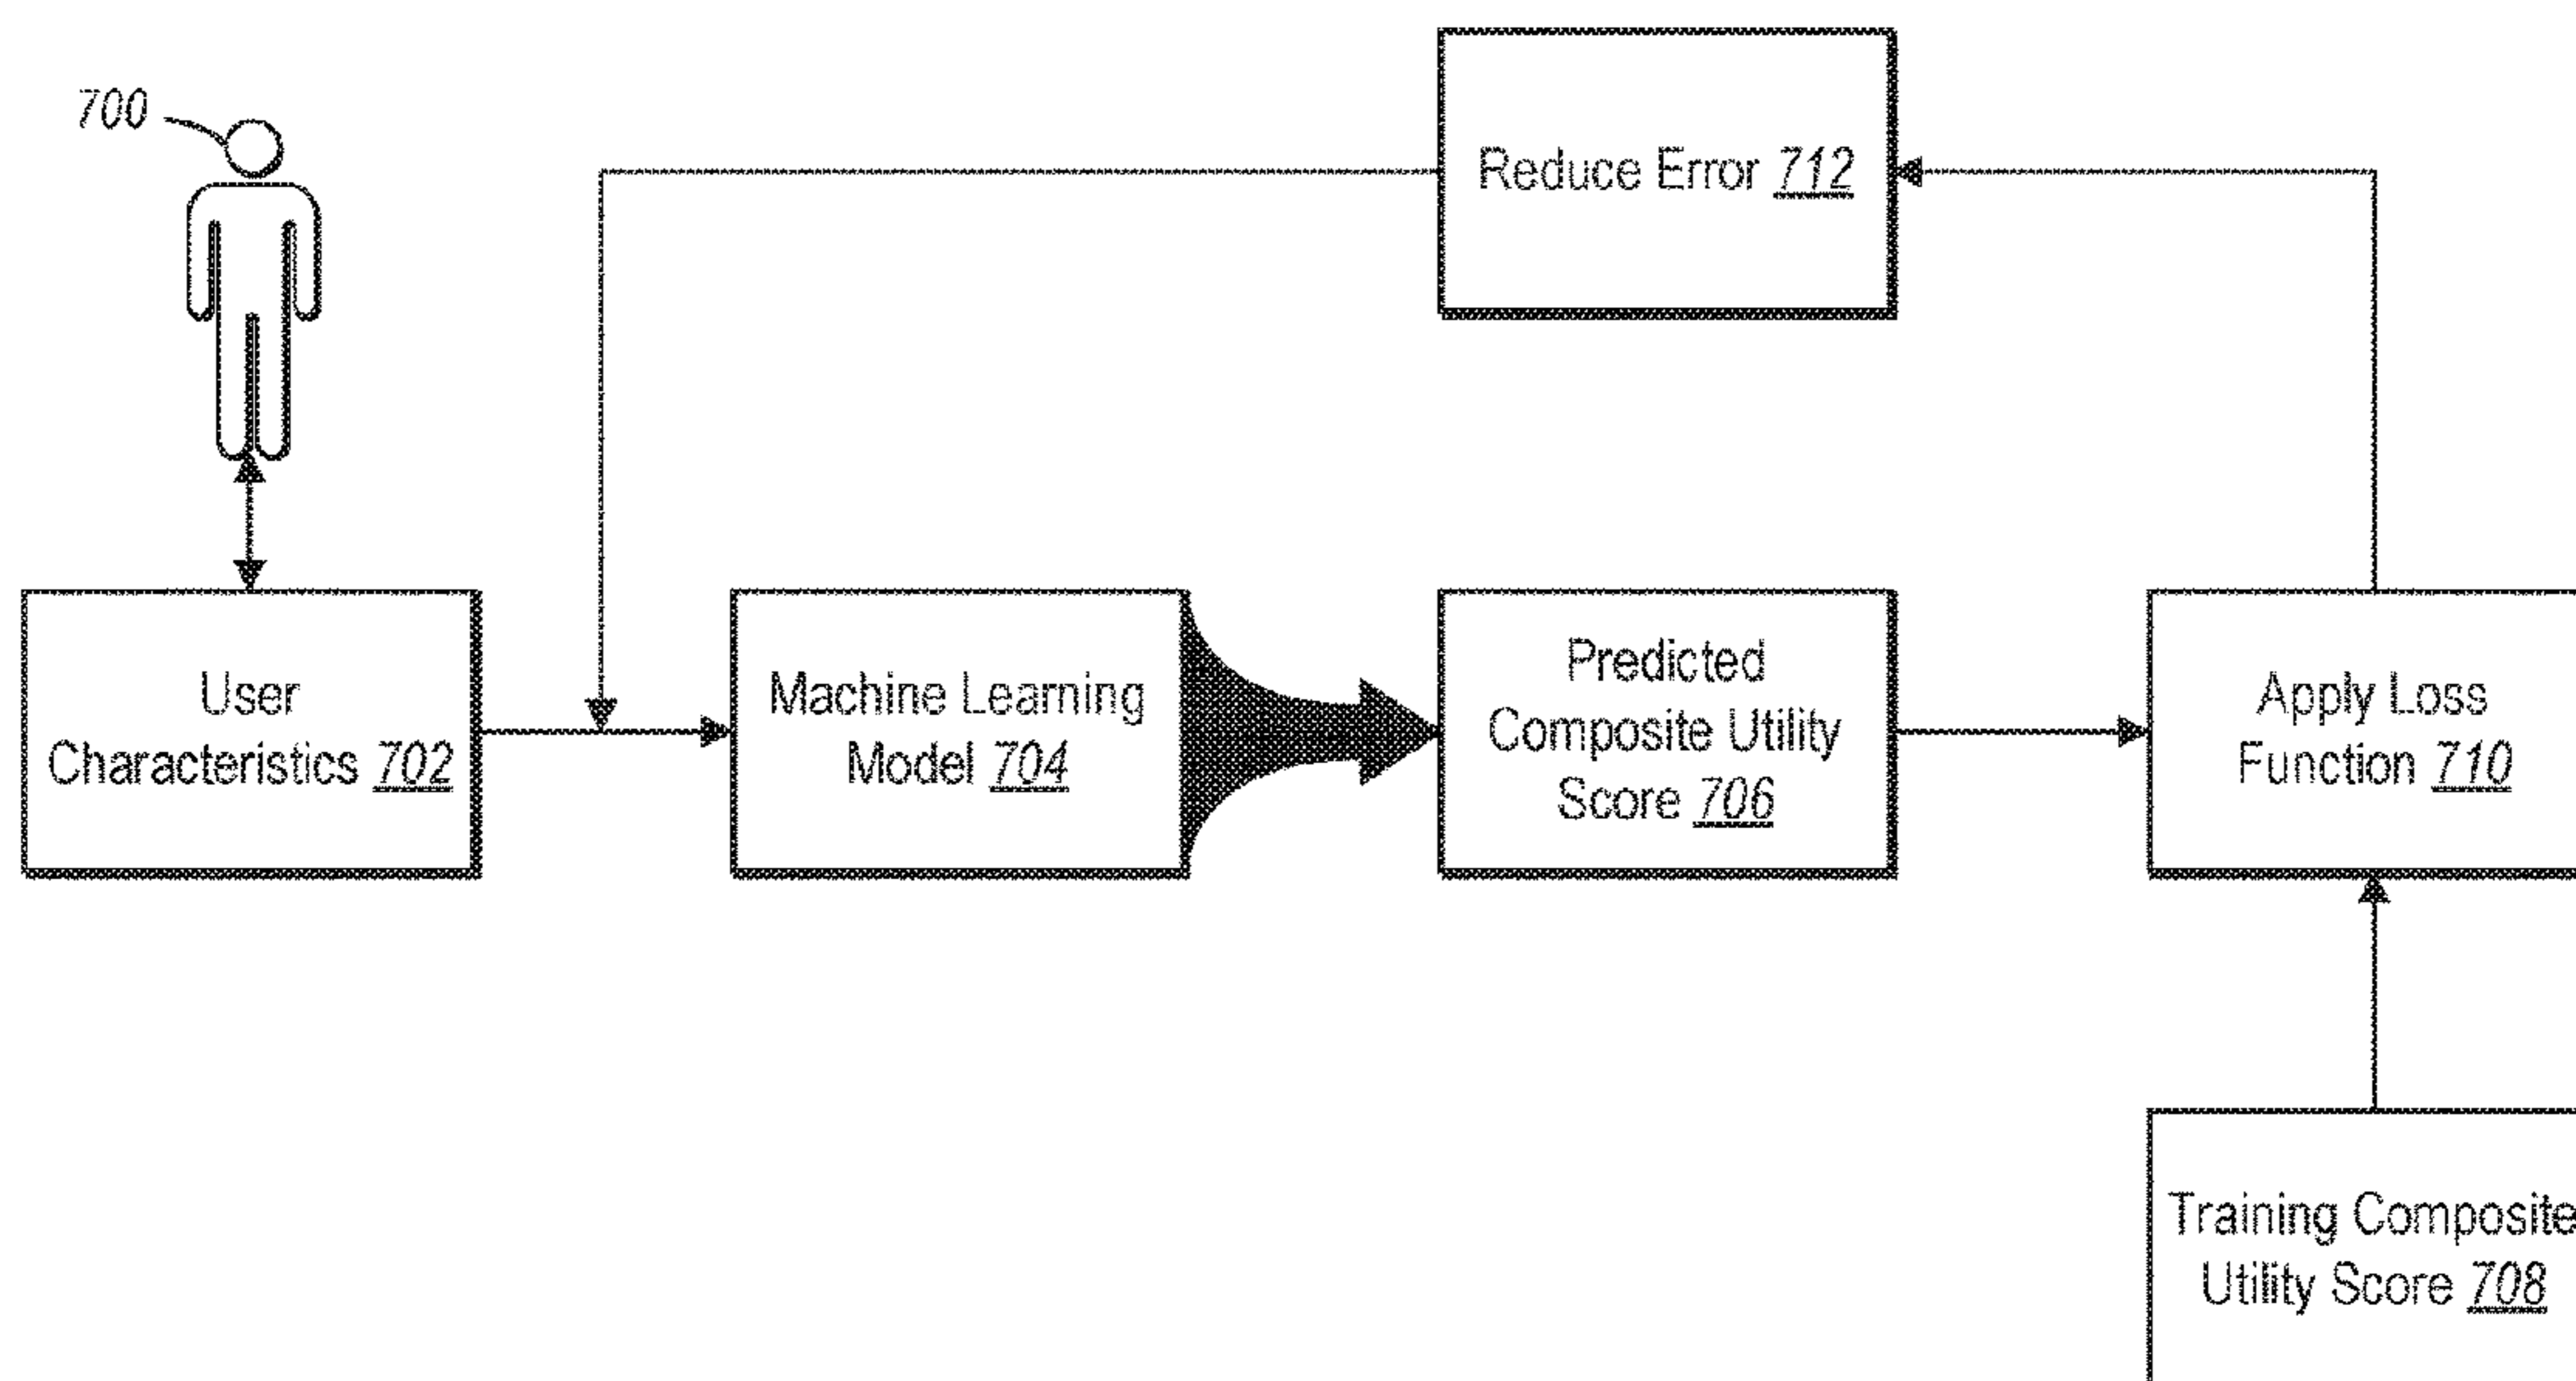 700
Reduce Error 712
User
Characteristics 702
Machine Learning
Model 704
Predicted
Composite Utility
Score 706
Apply Loss
Function 710
Training Composite
Utility Score 708